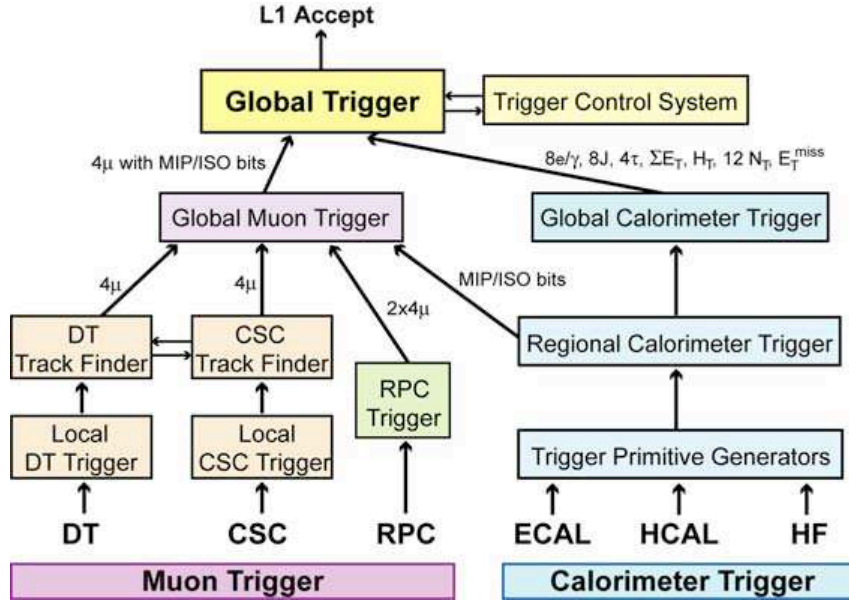 L1 Accept
Global Trigger
Trigger Control System
4μ with MIP/ISO bits
8e/γ, 8J, 4τ, ΣE_T, H_T, 12 N_T, E_T^miss
Global Muon Trigger
Global Calorimeter Trigger
4μ
4μ
2x4μ
MIP/ISO bits
DT
Track Finder
CSC
Track Finder
RPC
Trigger
Regional Calorimeter Trigger
Local
DT Trigger
Local
CSC Trigger
Trigger Primitive Generators
DT
CSC
RPC
ECAL
HCAL
HF
Muon Trigger
Calorimeter Trigger